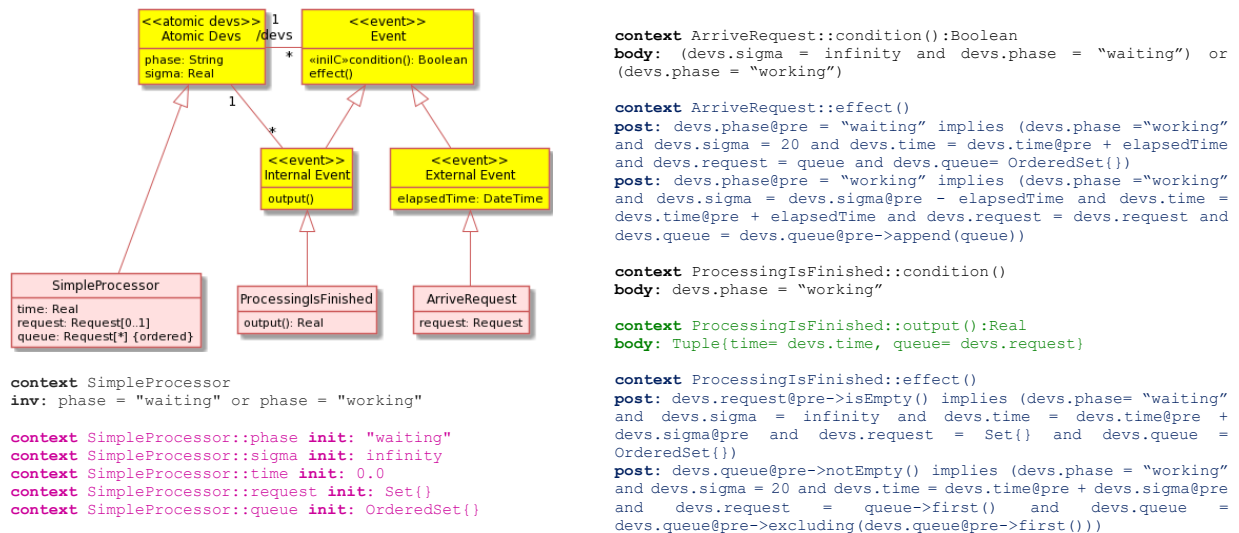 <<atomic devs>>
Atomic Devs
phase: String
sigma: Real
1
/devs
*
<<event>>
Event
«iniIC»condition(): Boolean
effect()
1
*
<<event>>
Internal Event
output()
<<event>>
External Event
elapsedTime: DateTime
SimpleProcessor
time: Real
request: Request[0..1]
queue: Request[*] {ordered}
ProcessingIsFinished
output(): Real
ArriveRequest
request: Request
context SimpleProcessor
inv: phase = "waiting" or phase = "working"
context SimpleProcessor::phase init: "waiting"
context SimpleProcessor::sigma init: infinity
context SimpleProcessor::time init: 0.0
context SimpleProcessor::request init: Set{}
context SimpleProcessor::queue init: OrderedSet{}
context ArriveRequest::condition():Boolean
body: (devs.sigma = infinity and devs.phase = “waiting”) or
(devs.phase = “working”)
context ArriveRequest::effect()
post: devs.phase@pre = “waiting” implies (devs.phase =“working”
and devs.sigma = 20 and devs.time = devs.time@pre + elapsedTime
and devs.request = queue and devs.queue= OrderedSet{})
post: devs.phase@pre = “working” implies (devs.phase =“working”
and devs.sigma = devs.sigma@pre - elapsedTime and devs.time =
devs.time@pre + elapsedTime and devs.request = devs.request and
devs.queue = devs.queue@pre->append(queue))
context ProcessingIsFinished::condition()
body: devs.phase = “working”
context ProcessingIsFinished::output():Real
body: Tuple{time= devs.time, queue= devs.request}
context ProcessingIsFinished::effect()
post: devs.request@pre->isEmpty() implies (devs.phase= “waiting”
and devs.sigma = infinity and devs.time = devs.time@pre +
devs.sigma@pre and devs.request = Set{} and devs.queue =
OrderedSet{})
post: devs.queue@pre->notEmpty() implies (devs.phase = “working”
and devs.sigma = 20 and devs.time = devs.time@pre + devs.sigma@pre
and devs.request = queue->first() and devs.queue =
devs.queue@pre->excluding(devs.queue@pre->first()))